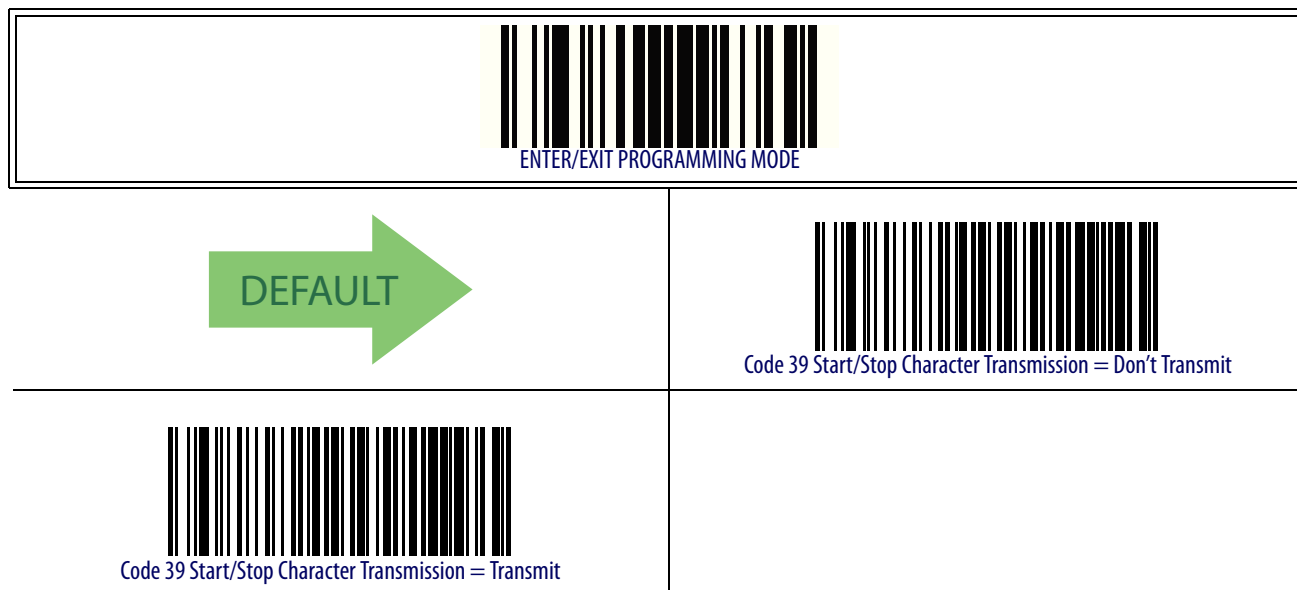 ENTER/EXIT PROGRAMMING MODE
DEFAULT
Code 39 Start/Stop Character Transmission = Don’t Transmit
Code 39 Start/Stop Character Transmission = Transmit